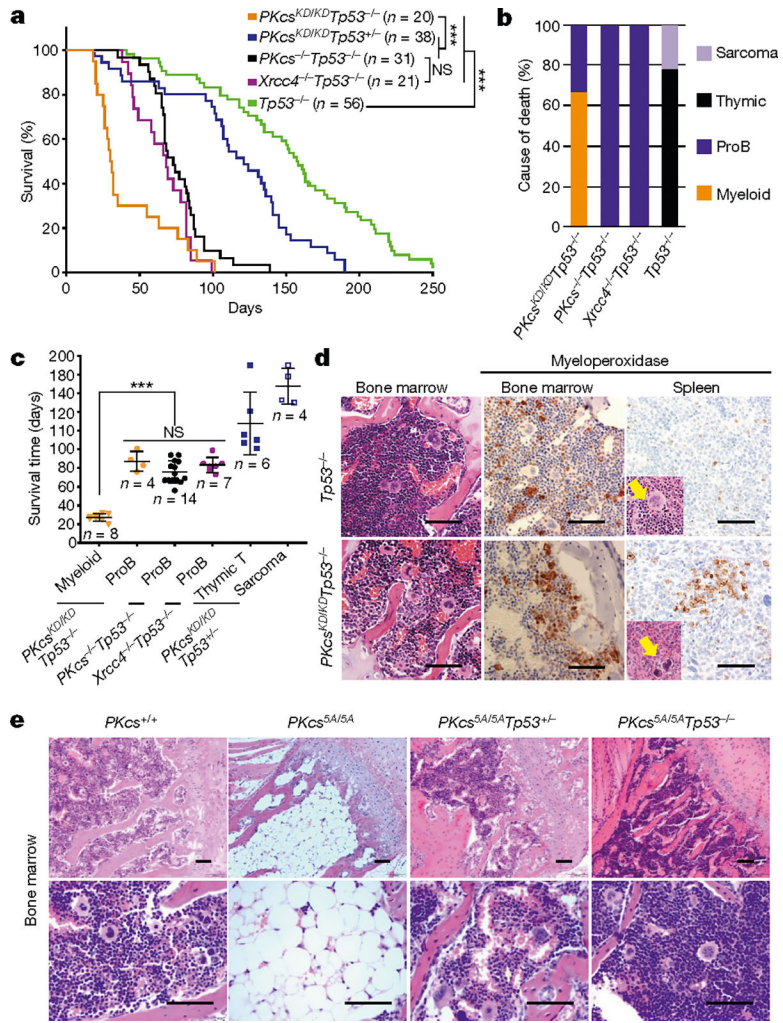 a
PKcs^KD/KD Tp53^–/– (n = 20)
PKcs^KD/KD Tp53^+/– (n = 38)
PKcs^–/– Tp53^–/– (n = 31)
Xrcc4^–/– Tp53^–/– (n = 21)
Tp53^–/– (n = 56)
***
NS
***
Survival (%)
100
80
60
40
20
0
0 50 100 150 200 250
Days
b
Cause of death (%)
100
80
60
40
20
0
Sarcoma
Thymic
ProB
Myeloid
PKcs^KD/KD Tp53^–/–
PKcs^–/– Tp53^–/–
Xrcc4^–/– Tp53^–/–
Tp53^–/–
c
Survival time (days)
200
180
160
140
120
110
100
80
60
40
20
0
***
NS
n = 8
n = 4
n = 14
n = 7
n = 6
n = 4
Myeloid
ProB
ProB
ProB
Thymic T
Sarcoma
PKcs^KD/KD
Tp53^–/–
PKcs^–/– Tp53^–/–
Xrcc4^–/– Tp53^–/–
PKcs^KD/KD
Tp53^+/–
d
Myeloperoxidase
Bone marrow Bone marrow Spleen
Tp53^–/–
PKcs^KD/KD Tp53^–/–
e
PKcs^+/+ PKcs^5A/5A PKcs^5A/5A Tp53^+/– PKcs^5A/5A Tp53^–/–
Bone marrow